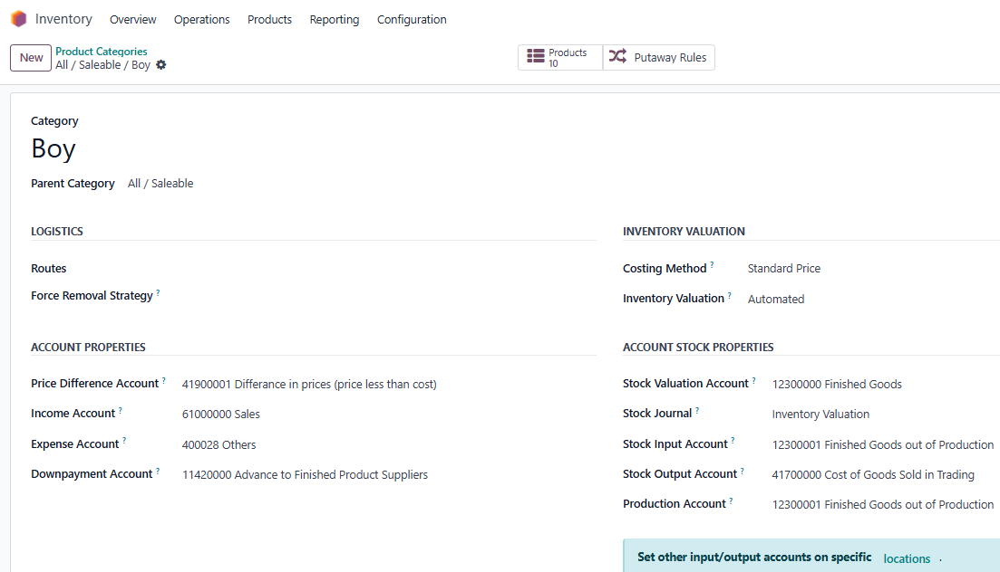 Inventory Overview Operations Products Reporting Configuration
New
Product Categories
All / Saleable / Boy
Products
10
Putaway Rules
Category
Boy
Parent Category All / Saleable
LOGISTICS
Routes
Force Removal Strategy ?
INVENTORY VALUATION
Costing Method ? Standard Price
Inventory Valuation ? Automated
ACCOUNT PROPERTIES
Price Difference Account ? 41900001 Differance in prices (price less than cost)
Income Account ? 61000000 Sales
Expense Account ? 400028 Others
Downpayment Account ? 11420000 Advance to Finished Product Suppliers
ACCOUNT STOCK PROPERTIES
Stock Valuation Account ? 12300000 Finished Goods
Stock Journal ? Inventory Valuation
Stock Input Account ? 12300001 Finished Goods out of Production
Stock Output Account ? 41700000 Cost of Goods Sold in Trading
Production Account ? 12300001 Finished Goods out of Production
Set other input/output accounts on specific locations .